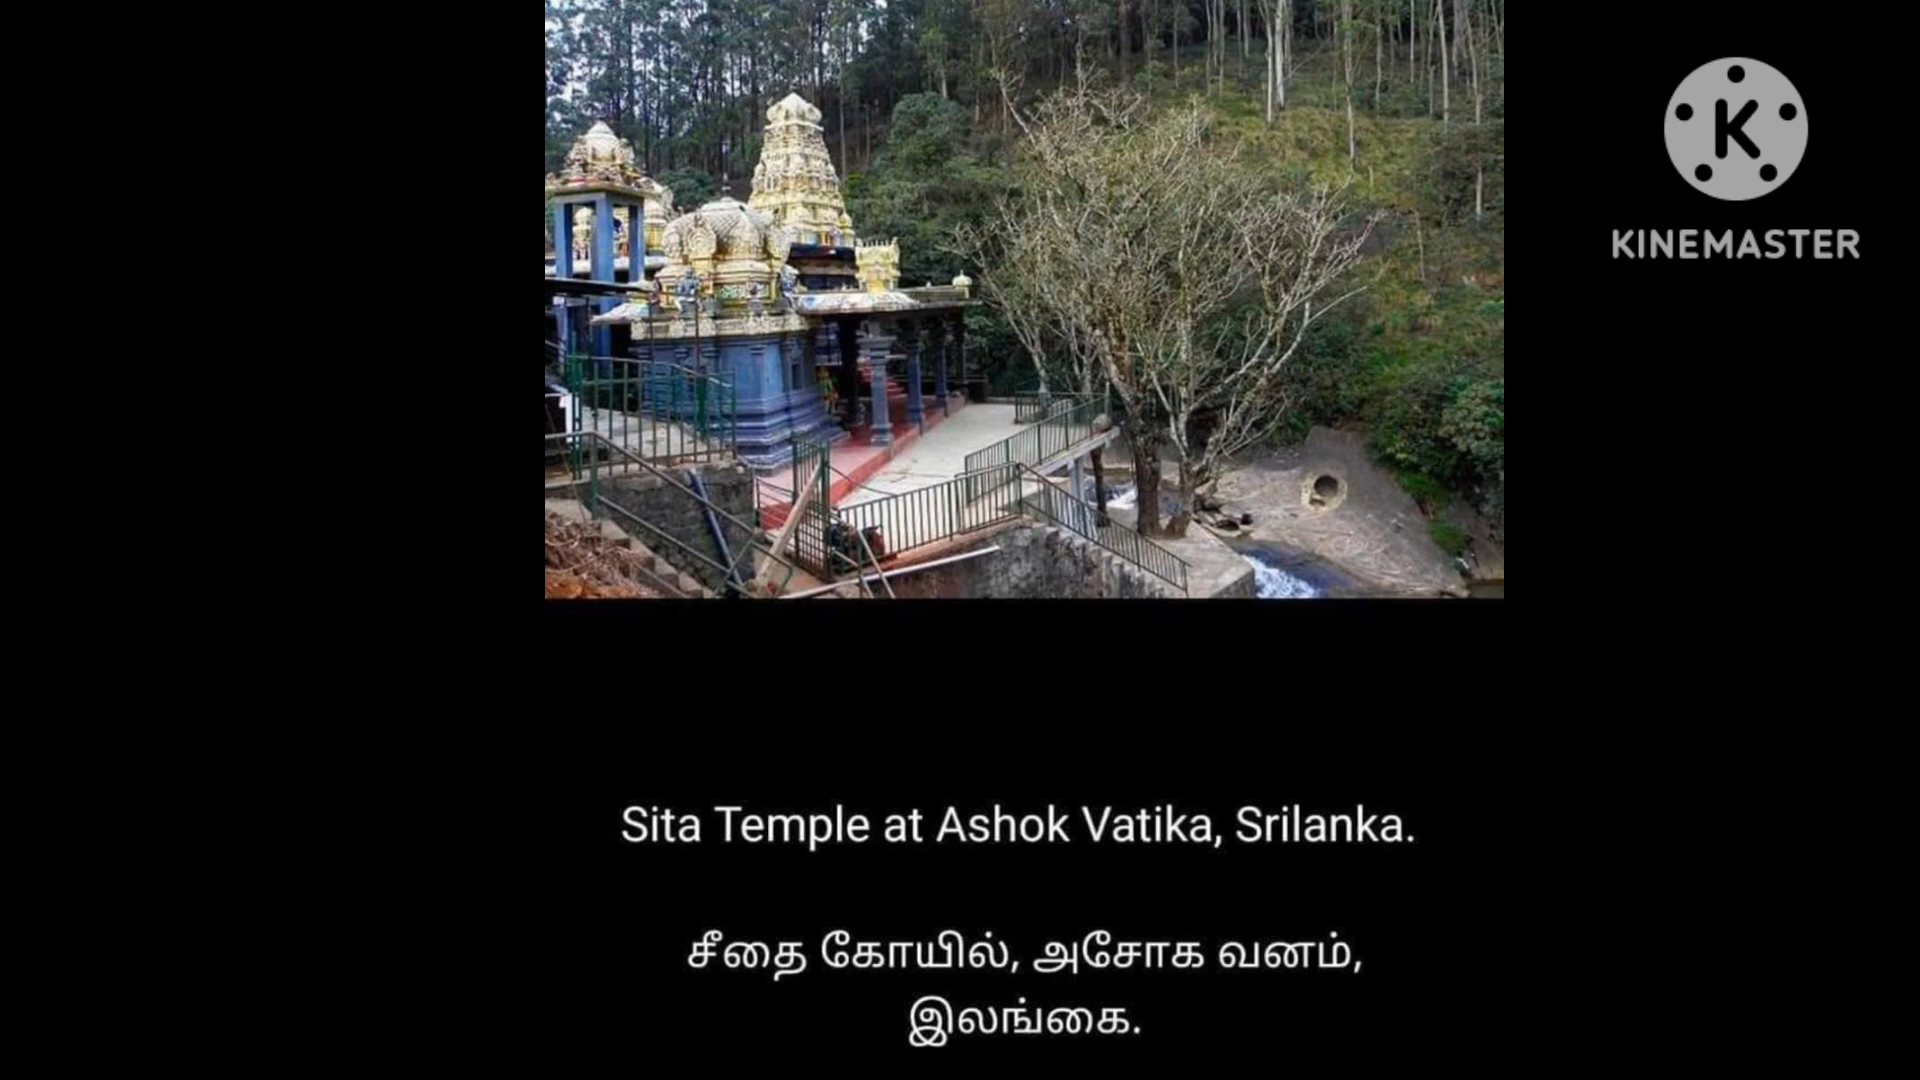 K
KINEMASTER
Sita Temple at Ashok Vatika, Srilanka.
சீதை கோயில், அசோக வனம்,
இலங்கை.